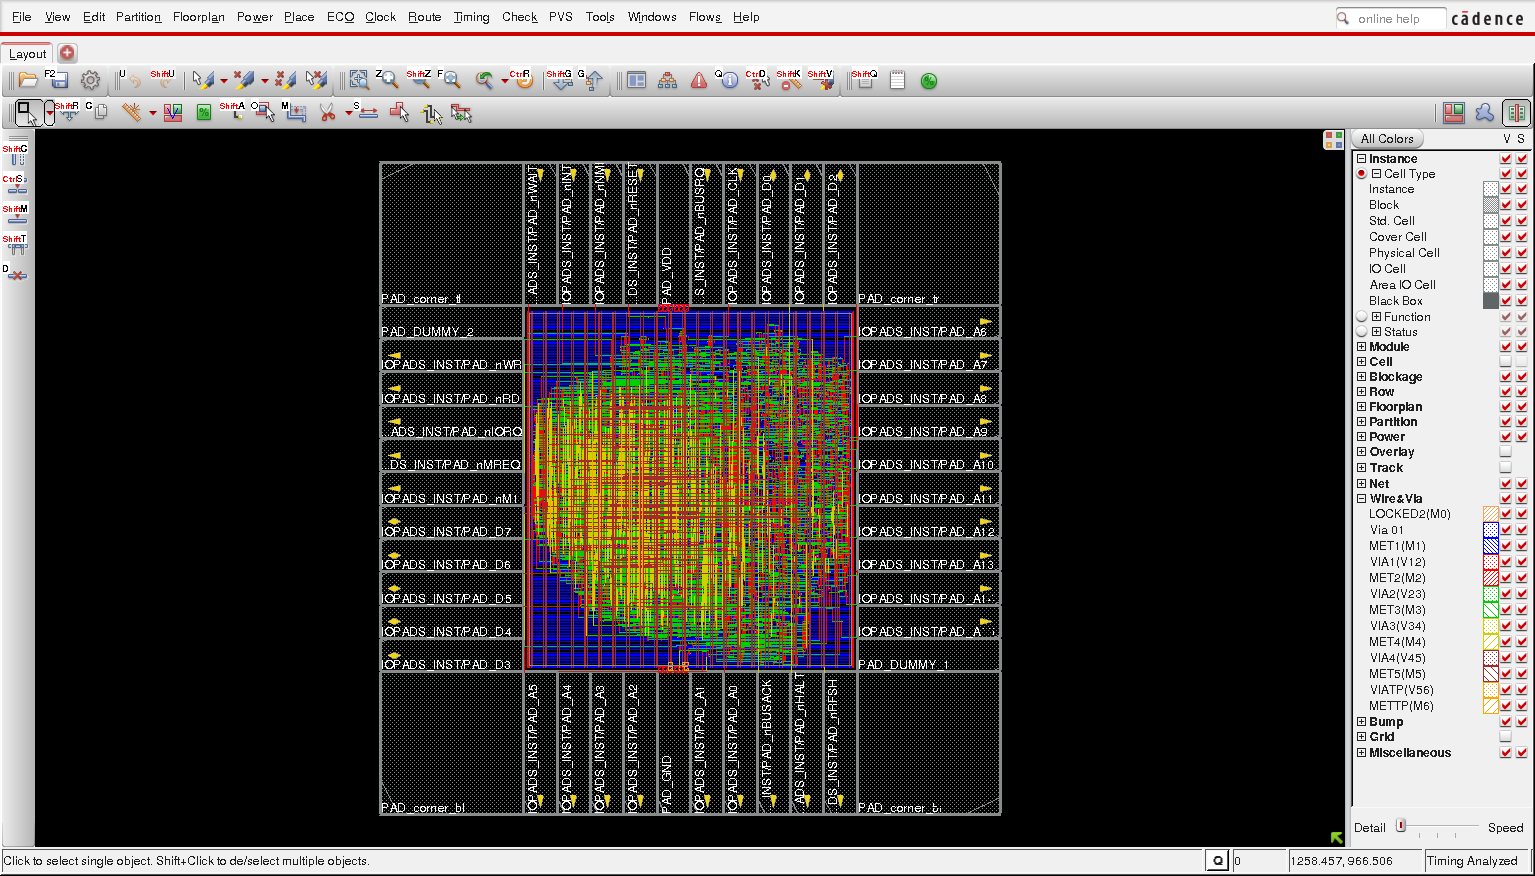 File View Edit Partition Floorplan Power Place ECO Clock Route Timing Check PVS Tools Windows Flows Help
online help
cādence
Layout
F2 U ShiftU Z ShiftZ F CtrR ShiftG G Q CtrD ShiftK ShiftV ShiftQ
ShiftR G ShiftA O M S
ShiftC
CtrS
ShiftM
ShiftT
D
PAD_corner_tl
..ADS_INST/PAD_nWAIT
IOPADS_INST/PAD_nINT
IOPADS_INST/PAD_nNMI
..DS_INST/PAD_nRESET
PAD_VDD
..S_INST/PAD_nBUSRQ
IOPADS_INST/PAD_CLK
IOPADS_INST/PAD_D0
IOPADS_INST/PAD_D1
IOPADS_INST/PAD_D2
PAD_corner_tr
PAD_DUMMY_2
IOPADS_INST/PAD_nWR
IOPADS_INST/PAD_nRD
..ADS_INST/PAD_nIORQ
..DS_INST/PAD_nMREQ
IOPADS_INST/PAD_nM1
IOPADS_INST/PAD_D7
IOPADS_INST/PAD_D6
IOPADS_INST/PAD_D5
IOPADS_INST/PAD_D4
IOPADS_INST/PAD_D3
IOPADS_INST/PAD_A6
IOPADS_INST/PAD_A7
IOPADS_INST/PAD_A8
IOPADS_INST/PAD_A9
IOPADS_INST/PAD_A10
IOPADS_INST/PAD_A11
IOPADS_INST/PAD_A12
IOPADS_INST/PAD_A13
PAD_DUMMY_1
PAD_corner_bl
IOPADS_INST/PAD_A5
IOPADS_INST/PAD_A4
IOPADS_INST/PAD_A3
IOPADS_INST/PAD_A2
PAD_GND
IOPADS_INST/PAD_A1
IOPADS_INST/PAD_A0
.._INST/PAD_nBUSACK
..ADS_INST/PAD_nHALT
..DS_INST/PAD_nRFSH
All Colors V S
Instance
Cell Type
Instance
Block
Std. Cell
Cover Cell
Physical Cell
IO Cell
Area IO Cell
Black Box
Function
Status
Module
Cell
Blockage
Row
Floorplan
Partition
Power
Overlay
Track
Net
Wire&Via
LOCKED2(M0)
Via 01
MET1(M1)
VIA1(V12)
MET2(M2)
VIA2(V23)
MET3(M3)
VIA3(V34)
MET4(M4)
VIA4(V45)
MET5(M5)
VIATP(V56)
METTP(M6)
Bump
Grid
Miscellaneous
Detail Speed
Click to select single object. Shift+Click to de/select multiple objects.
Q 0 1258.457, 966.506 Timing Analyzed